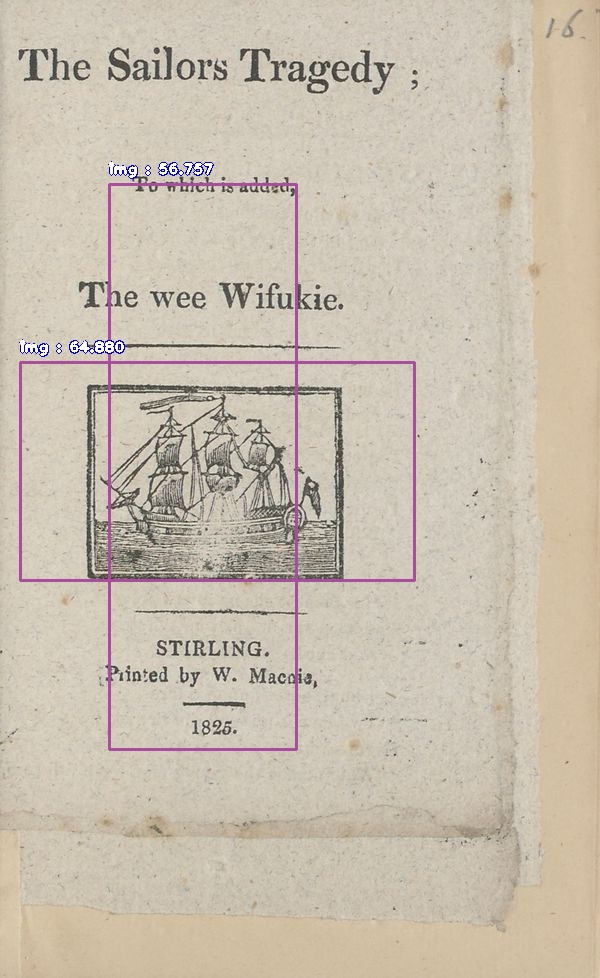 16.
The Sailors Tragedy ;
img : 56.757
To which is added,
The wee Wifukie.
img : 64.880
STIRLING.
Printed by W. Macnie,
1825.